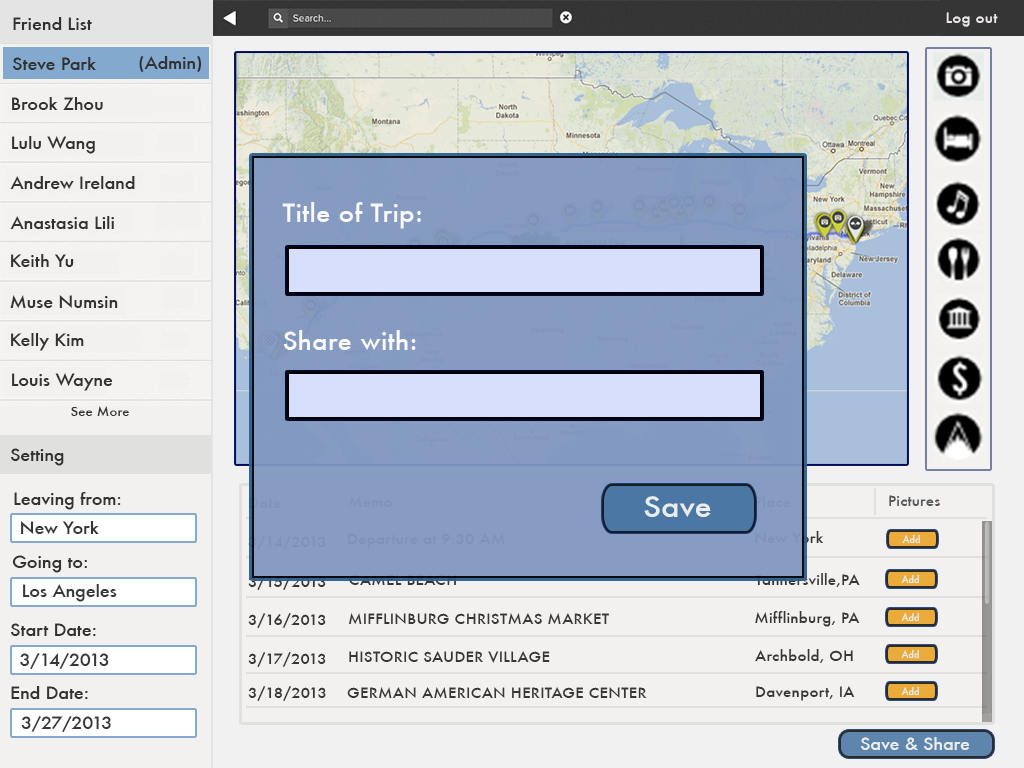 Friend List
Search...
Log out
Steve Park (Admin)
Brook Zhou
Lulu Wang
Andrew Ireland
Anastasia Lili
Keith Yu
Muse Numsin
Kelly Kim
Louis Wayne
See More
Setting
Leaving from:
New York
Going to:
Los Angeles
Start Date:
3/14/2013
End Date:
3/27/2013
Winnipeg
Montana
North
Dakota
Minnesota
Ottawa
Montreal
Vermont
New
Hampshire
New York
New Jersey
Delaware
District of
Columbia
Title of Trip:
Share with:
Save
Date Memo Place Pictures
3/14/2013 Departure at 9:30 AM New York Add
3/15/2013 CAMEL BEACH Tannersville,PA Add
3/16/2013 MIFFLINBURG CHRISTMAS MARKET Mifflinburg, PA Add
3/17/2013 HISTORIC SAUDER VILLAGE Archbold, OH Add
3/18/2013 GERMAN AMERICAN HERITAGE CENTER Davenport, IA Add
Save & Share